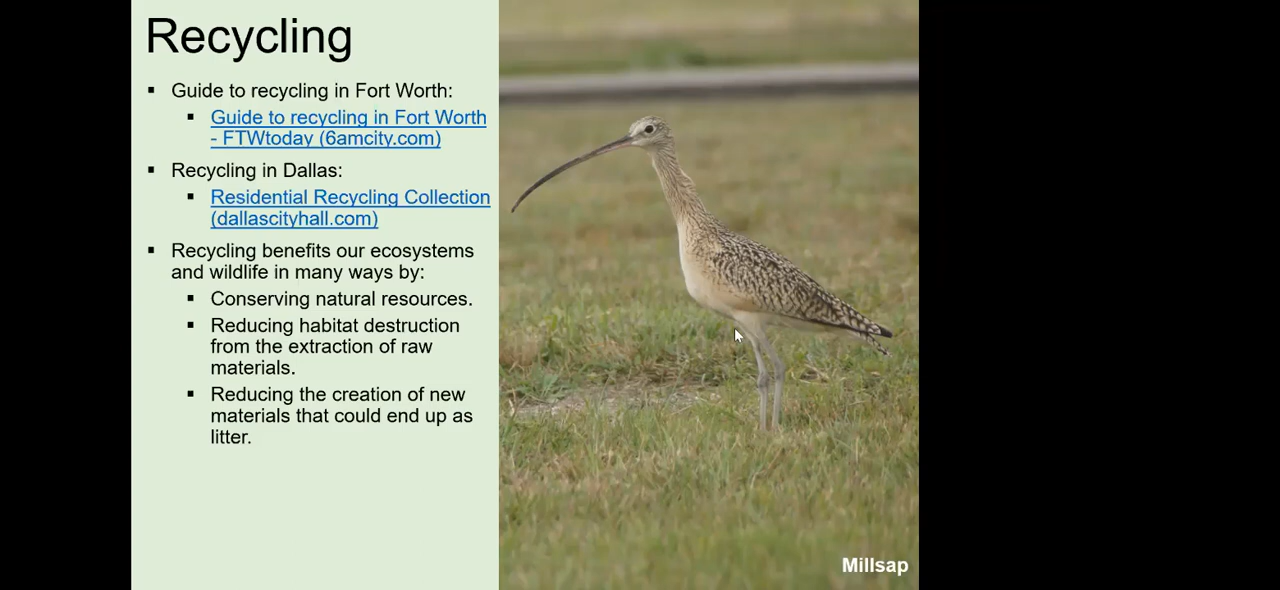 Recycling
▪ Guide to recycling in Fort Worth:
▪ Guide to recycling in Fort Worth
- FTWtoday (6amcity.com)
▪ Recycling in Dallas:
▪ Residential Recycling Collection
(dallascityhall.com)
▪ Recycling benefits our ecosystems
and wildlife in many ways by:
▪ Conserving natural resources.
▪ Reducing habitat destruction
from the extraction of raw
materials.
▪ Reducing the creation of new
materials that could end up as
litter.
Millsap